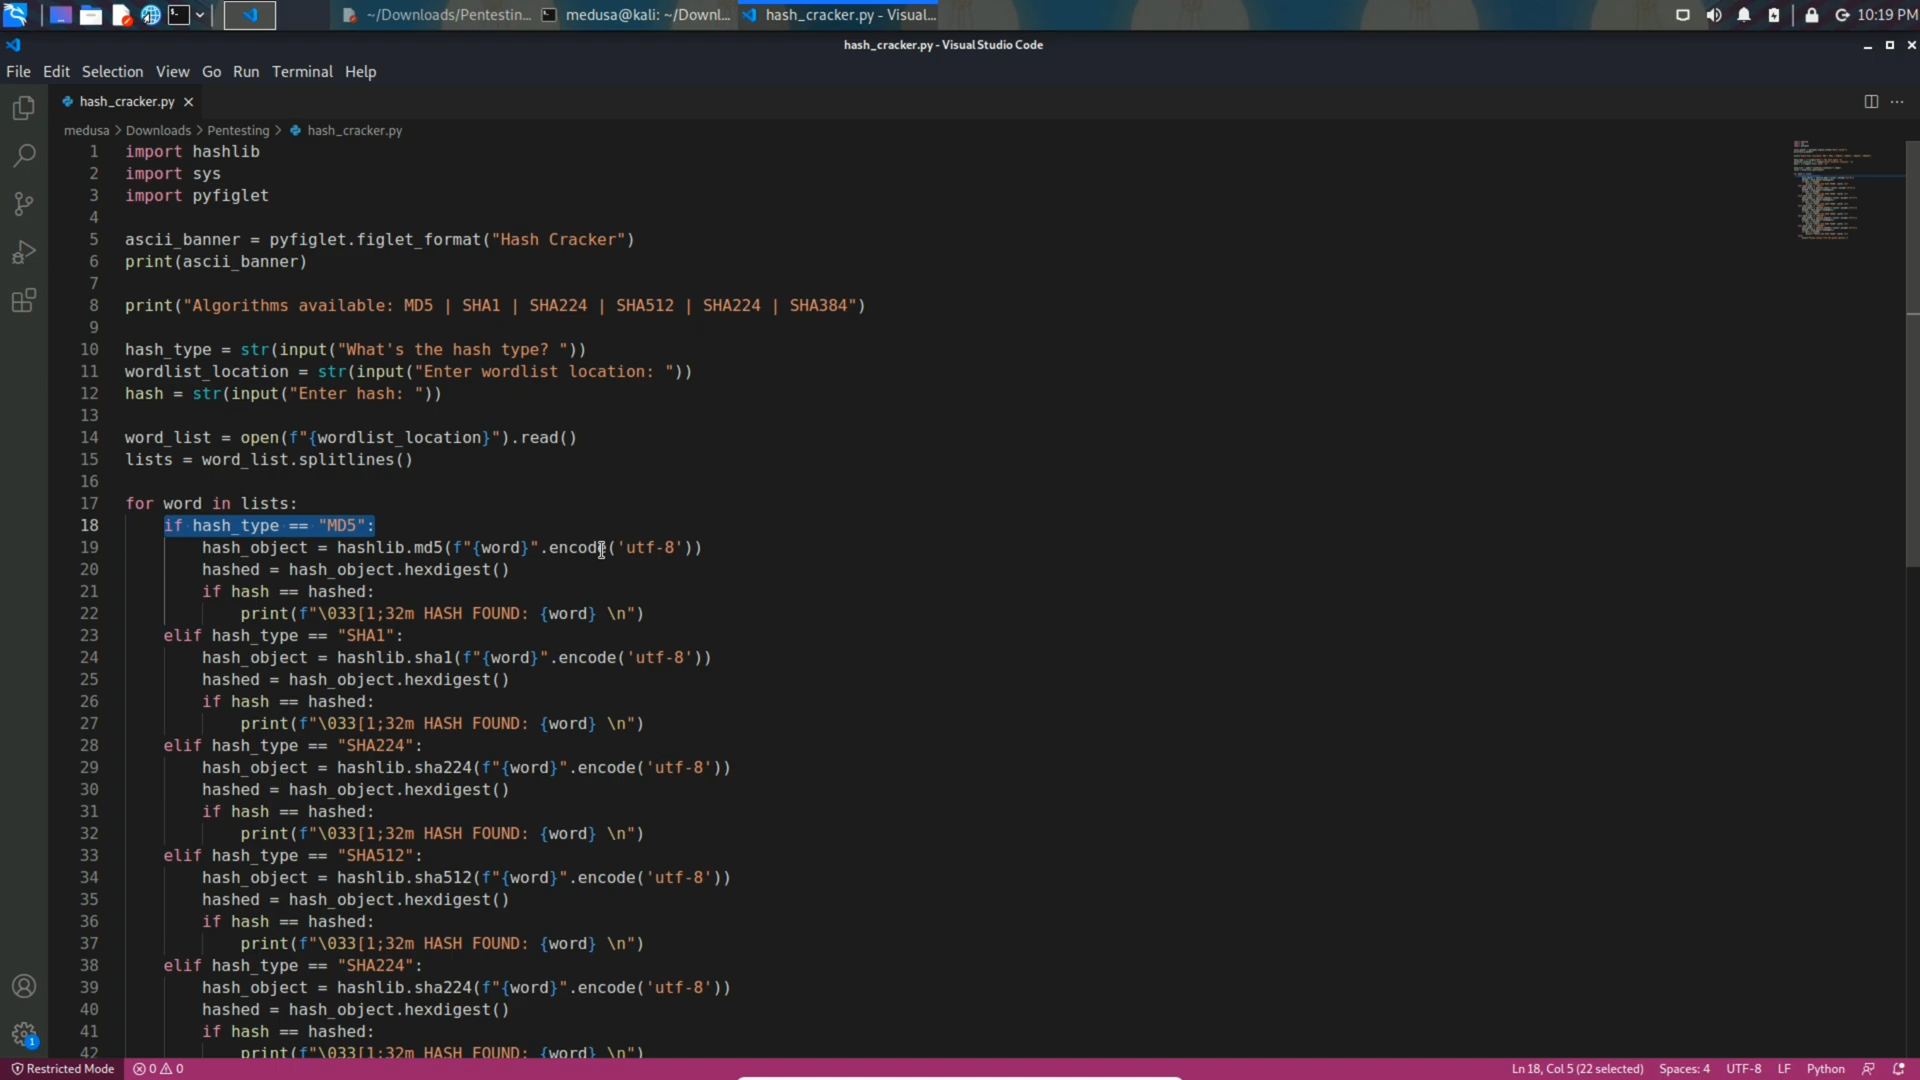 ~/Downloads/Pentestin...
medusa@kali: ~/Downl...
hash_cracker.py - Visual...
10:19 PM
hash_cracker.py - Visual Studio Code
File Edit Selection View Go Run Terminal Help
hash_cracker.py
medusa > Downloads > Pentesting > hash_cracker.py
1 import hashlib
2 import sys
3 import pyfiglet
4
5 ascii_banner = pyfiglet.figlet_format("Hash Cracker")
6 print(ascii_banner)
7
8 print("Algorithms available: MD5 | SHA1 | SHA224 | SHA512 | SHA224 | SHA384")
9
10 hash_type = str(input("What's the hash type? "))
11 wordlist_location = str(input("Enter wordlist location: "))
12 hash = str(input("Enter hash: "))
13
14 word_list = open(f"{wordlist_location}").read()
15 lists = word_list.splitlines()
16
17 for word in lists:
18     if hash_type == "MD5":
19         hash_object = hashlib.md5(f"{word}".encode('utf-8'))
20         hashed = hash_object.hexdigest()
21         if hash == hashed:
22             print(f"\033[1;32m HASH FOUND: {word} \n")
23     elif hash_type == "SHA1":
24         hash_object = hashlib.sha1(f"{word}".encode('utf-8'))
25         hashed = hash_object.hexdigest()
26         if hash == hashed:
27             print(f"\033[1;32m HASH FOUND: {word} \n")
28     elif hash_type == "SHA224":
29         hash_object = hashlib.sha224(f"{word}".encode('utf-8'))
30         hashed = hash_object.hexdigest()
31         if hash == hashed:
32             print(f"\033[1;32m HASH FOUND: {word} \n")
33     elif hash_type == "SHA512":
34         hash_object = hashlib.sha512(f"{word}".encode('utf-8'))
35         hashed = hash_object.hexdigest()
36         if hash == hashed:
37             print(f"\033[1;32m HASH FOUND: {word} \n")
38     elif hash_type == "SHA224":
39         hash_object = hashlib.sha224(f"{word}".encode('utf-8'))
40         hashed = hash_object.hexdigest()
41         if hash == hashed:
42             print(f"\033[1;32m HASH FOUND: {word} \n")
1
Restricted Mode 0 0 Ln 18, Col 5 (22 selected) Spaces: 4 UTF-8 LF Python